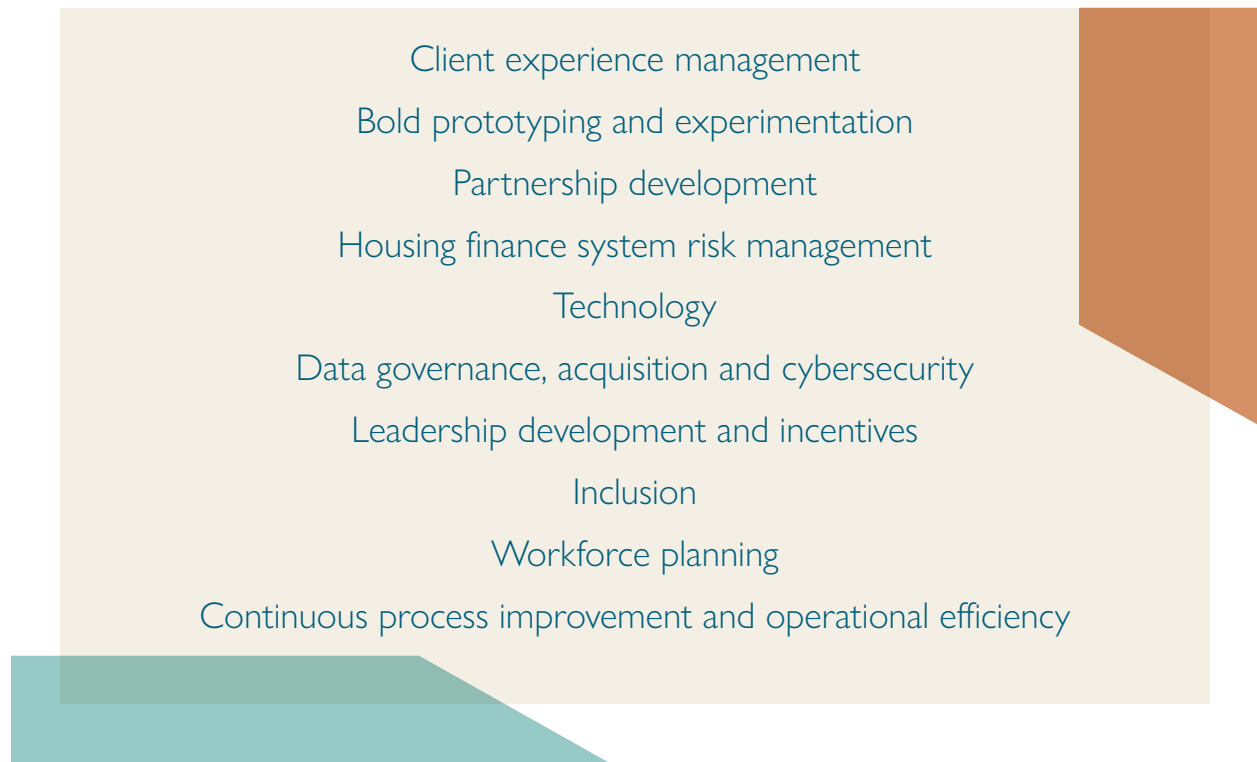 Client experience management
Bold prototyping and experimentation
Partnership development
Housing finance system risk management
Technology
Data governance, acquisition and cybersecurity
Leadership development and incentives
Inclusion
Workforce planning
Continuous process improvement and operational efficiency